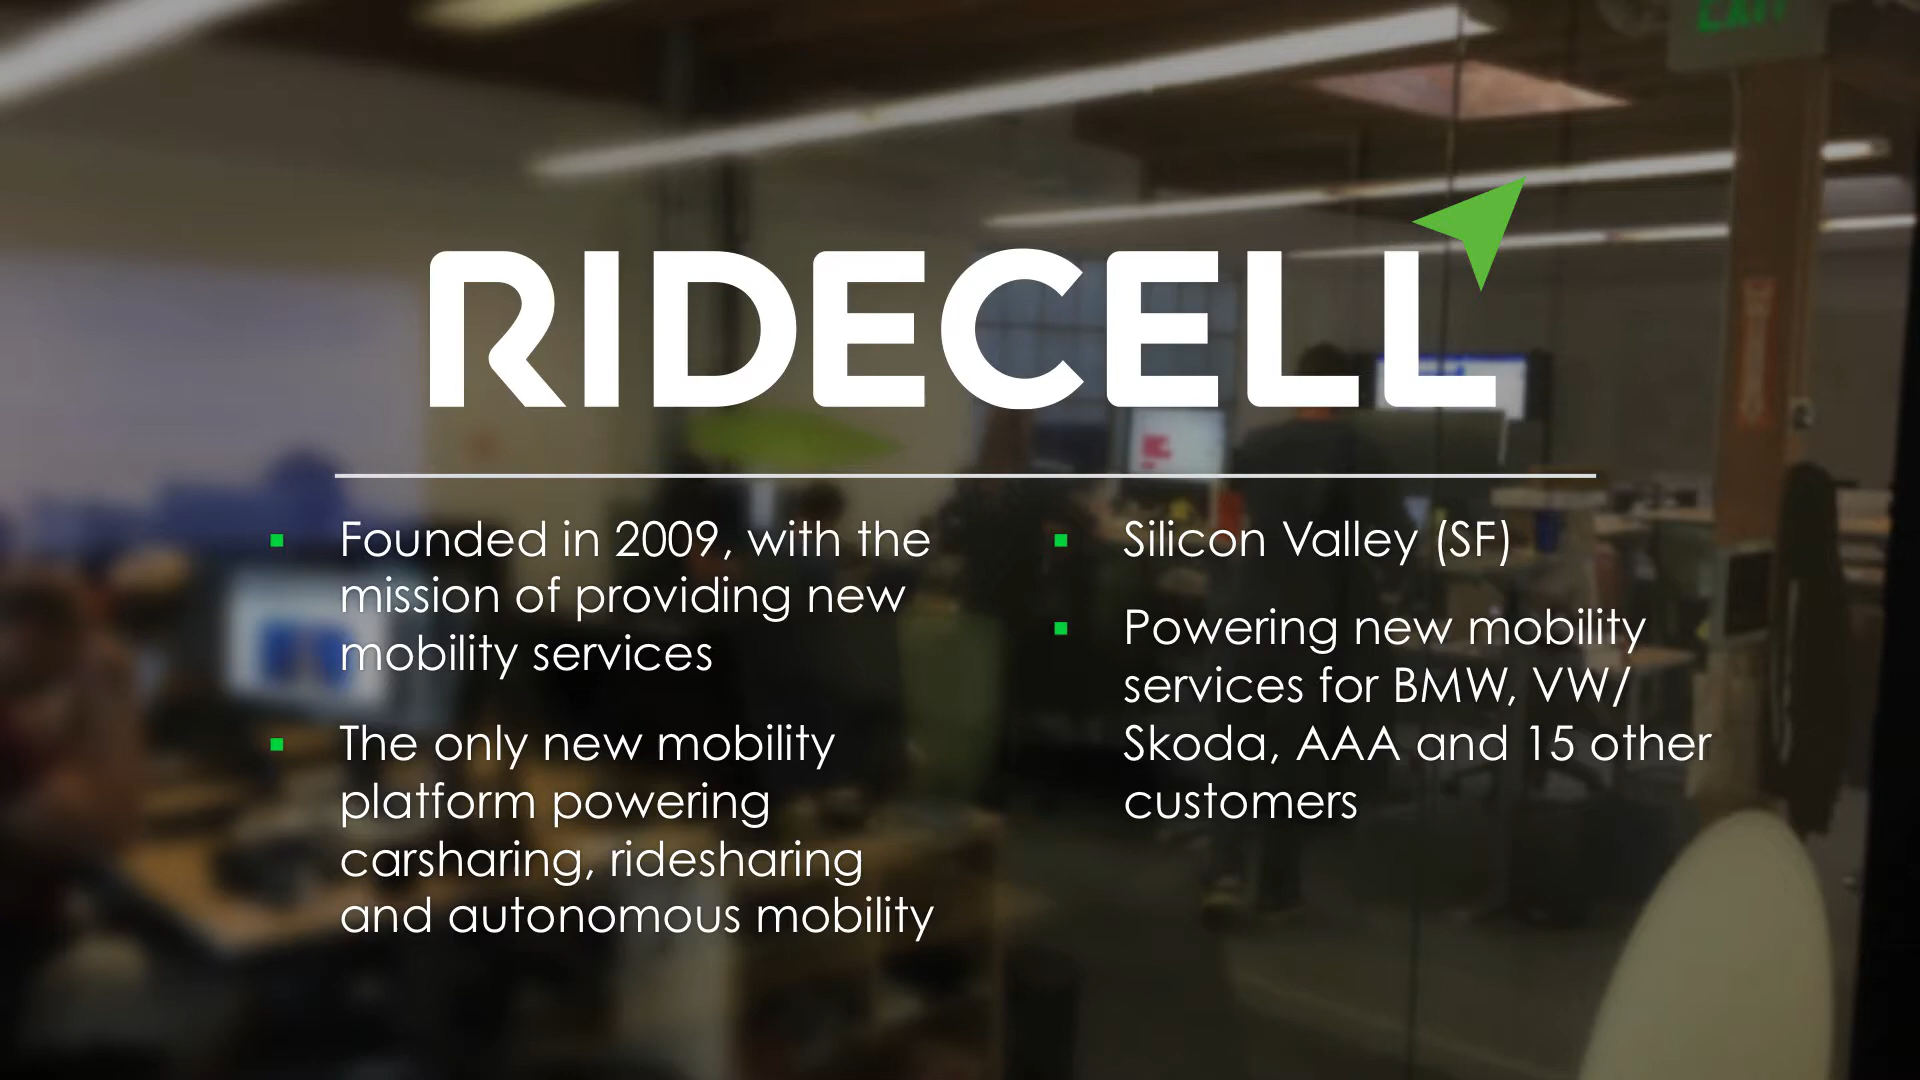 EXIT
RIDECELL
Founded in 2009, with the
mission of providing new
mobility services
The only new mobility
platform powering
carsharing, ridesharing
and autonomous mobility
Silicon Valley (SF)
Powering new mobility
services for BMW, VW/
Skoda, AAA and 15 other
customers